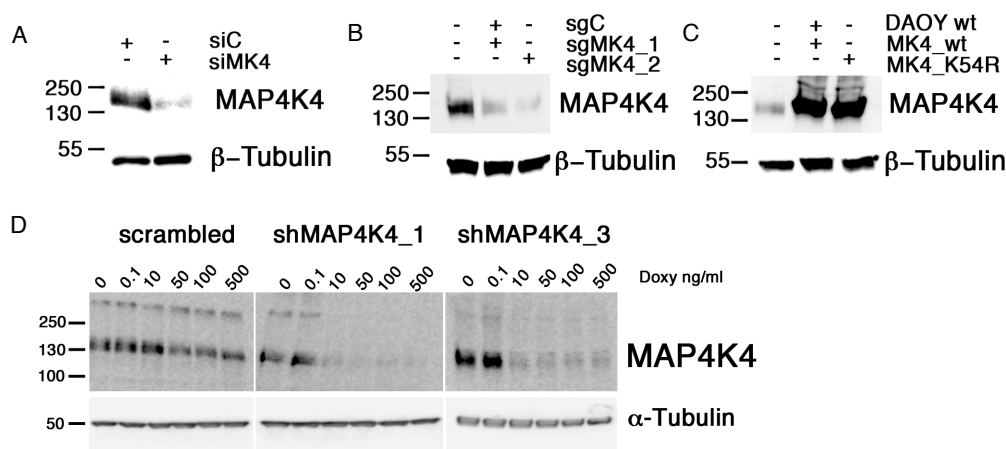 A
+ - siC
- + siMK4
250
130
MAP4K4
55
β-Tubulin
B
- + - sgC
- + - sgMK4_1
- - + sgMK4_2
250
130
MAP4K4
55
β-Tubulin
C
- + - DAOY wt
- + - MK4_wt
- - + MK4_K54R
250
130
MAP4K4
55
β-Tubulin
D
scrambled shMAP4K4_1 shMAP4K4_3
0 0.1 10 50 100 500 0 0.1 10 50 100 500 0 0.1 10 50 100 500 Doxy ng/ml
250
130
100
MAP4K4
50
α-Tubulin